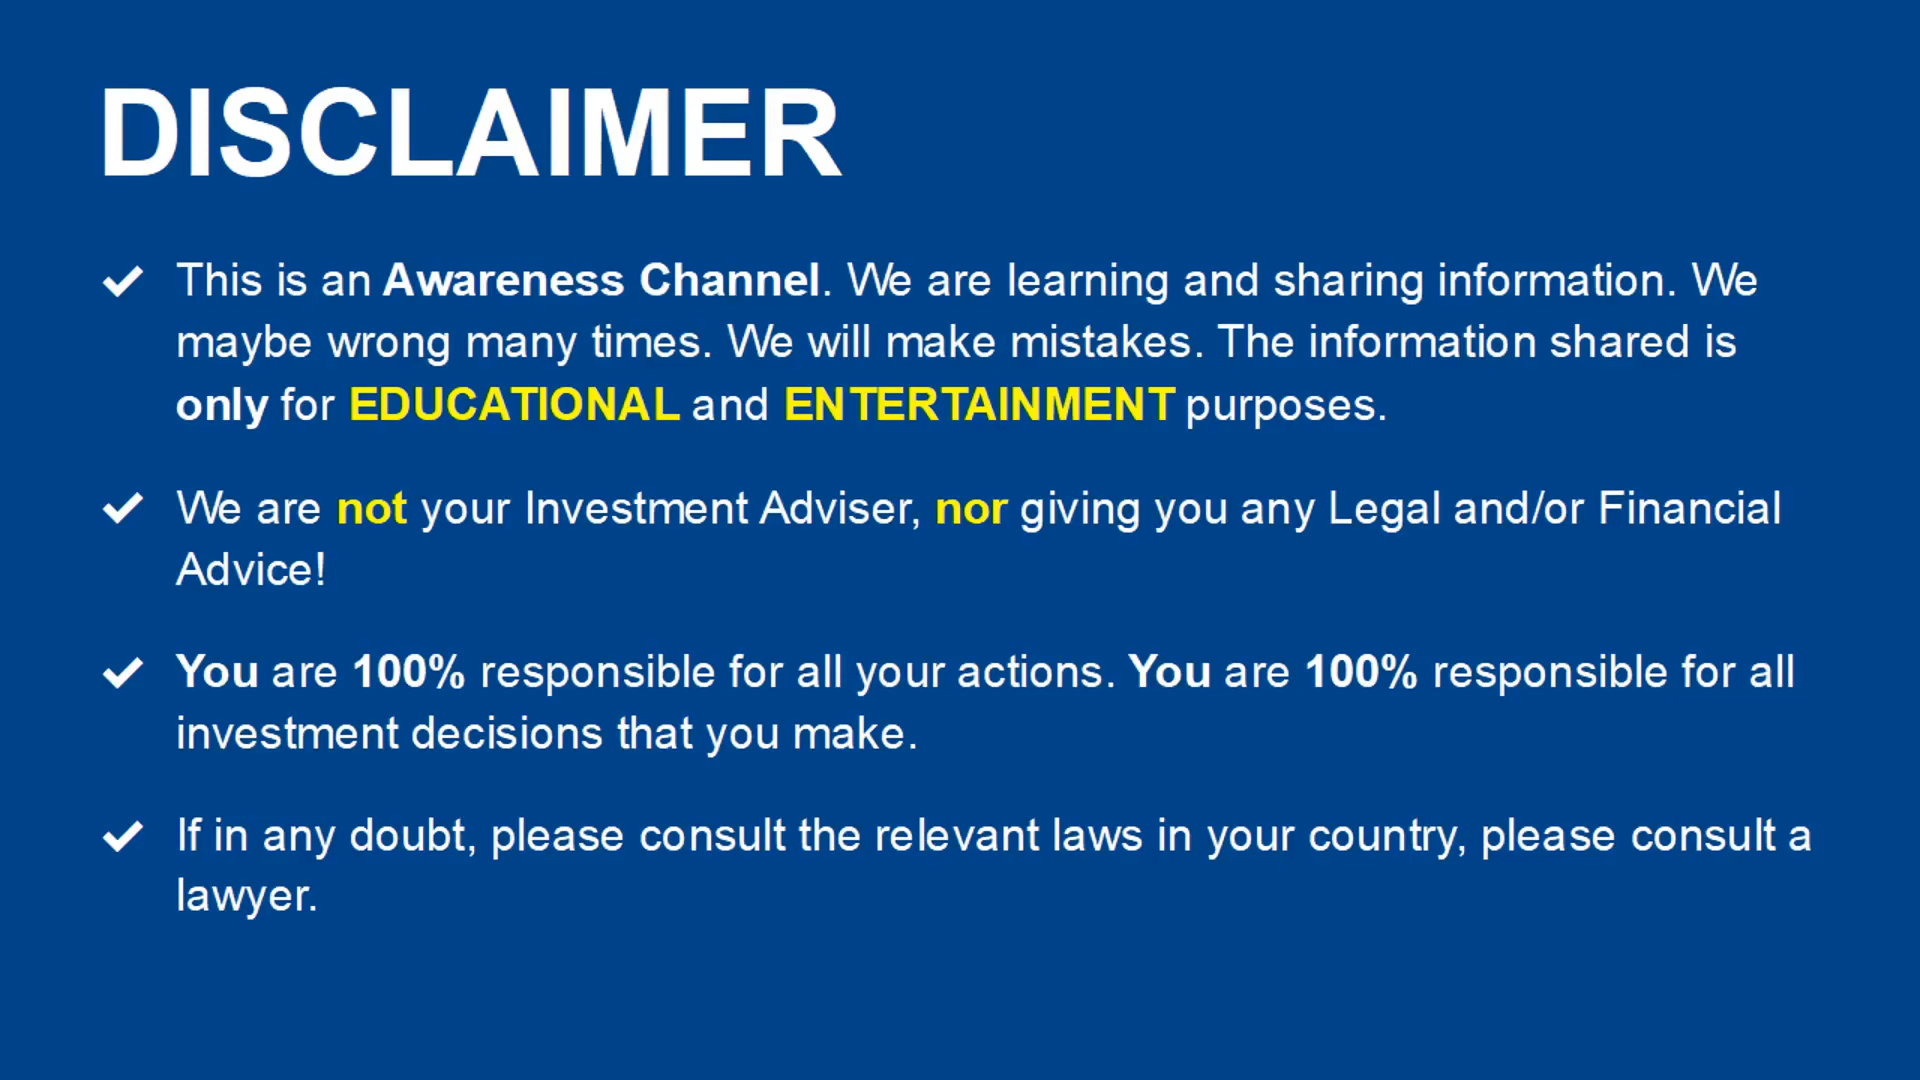 DISCLAIMER
This is an Awareness Channel. We are learning and sharing information. We
maybe wrong many times. We will make mistakes. The information shared is
only for EDUCATIONAL and ENTERTAINMENT purposes.
We are not your Investment Adviser, nor giving you any Legal and/or Financial
Advice!
You are 100% responsible for all your actions. You are 100% responsible for all
investment decisions that you make.
If in any doubt, please consult the relevant laws in your country, please consult a
lawyer.